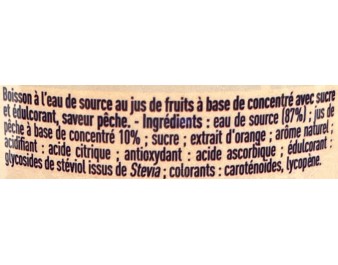 Boisson à l'eau de source au jus de fruits à base de concentré avec sucre
et édulcorant, saveur pêche. - Ingrédients : eau de source (87%) ; jus de
pêche à base de concentré 10% ; sucre ; extrait d'orange ; arôme naturel ;
acidifiant : acide citrique ; antioxydant : acide ascorbique ; édulcorant :
glycosides de stéviol issus de Stevia ; colorants : caroténoïdes, lycopène.